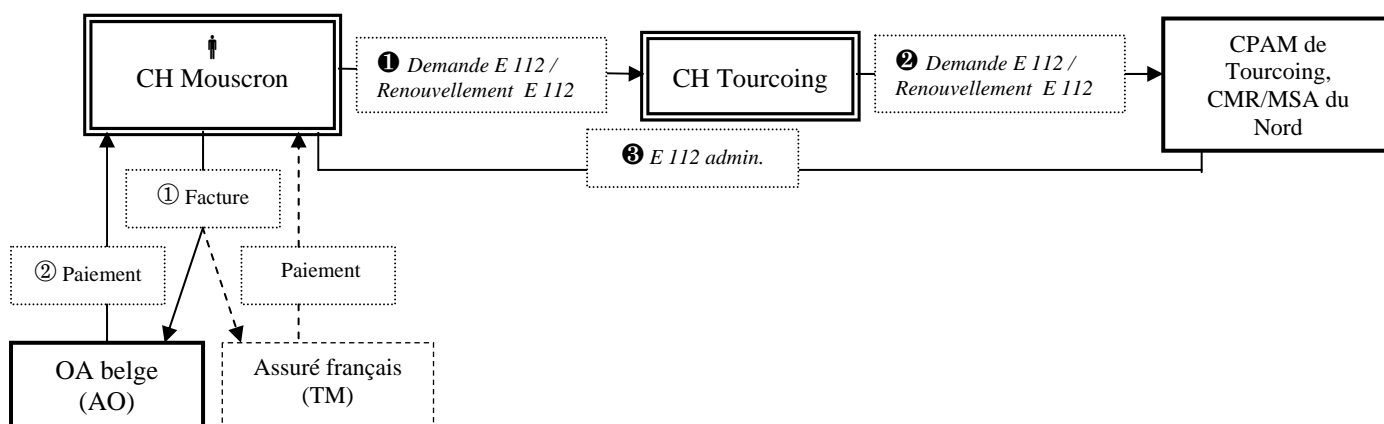 CH Mouscron
❶ Demande E 112 /
Renouvellement E 112
CH Tourcoing
❷ Demande E 112 /
Renouvellement E 112
CPAM de
Tourcoing,
CMR/MSA du
Nord
❸ E 112 admin.
① Facture
② Paiement
Paiement
OA belge
(AO)
Assuré français
(TM)